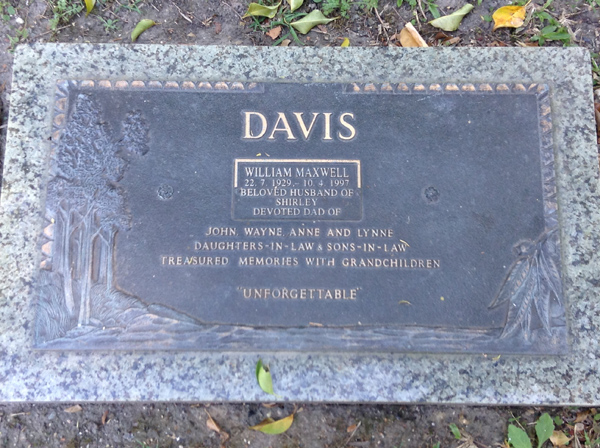 DAVIS
WILLIAM MAXWELL
22.7.1929 - 10.4.1997
BELOVED HUSBAND OF
SHIRLEY
DEVOTED DAD OF
JOHN, WAYNE, ANNE AND LYNNE
DAUGHTERS-IN-LAW & SONS-IN-LAW
TREASURED MEMORIES WITH GRANDCHILDREN
"UNFORGETTABLE"